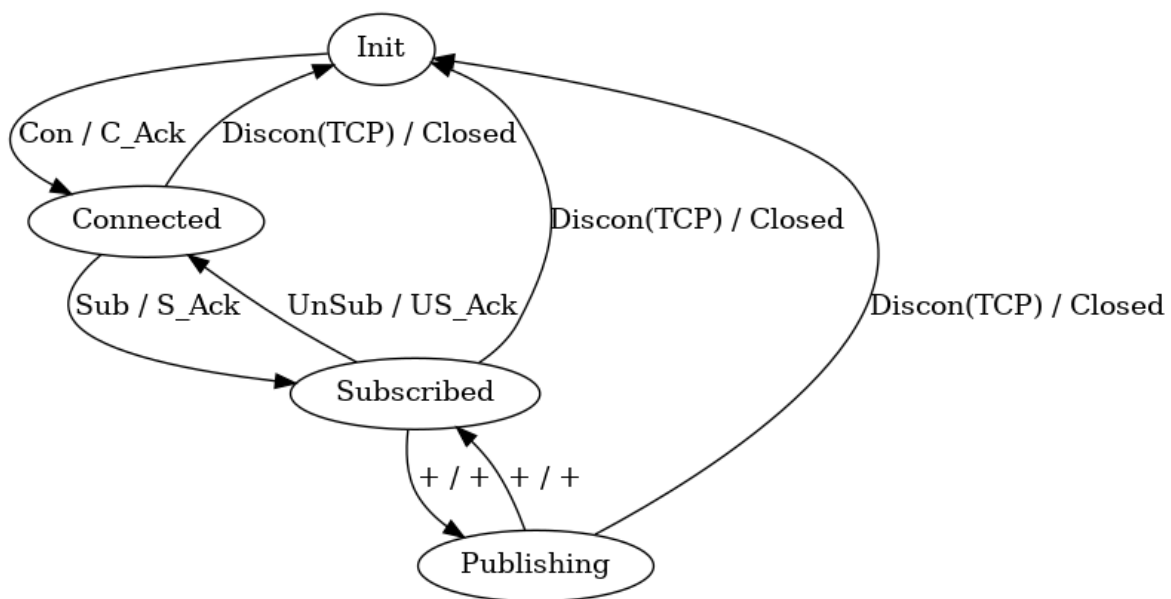 Init
Con / C_Ack
Discon(TCP) / Closed
Connected
Discon(TCP) / Closed
Sub / S_Ack
UnSub / US_Ack
Discon(TCP) / Closed
Subscribed
+ / +
+ / +
Publishing